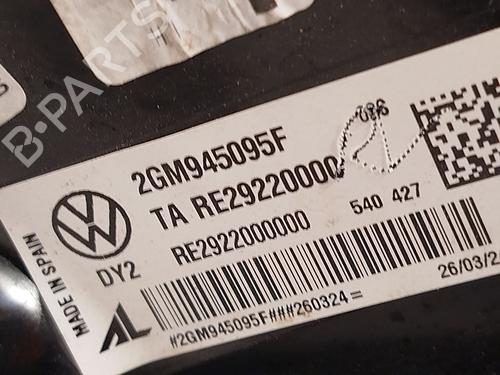 B-PARTS
2GM945095F
TA RE29220000
RE2922000000
540 427
DY2
MADE IN SPAIN
AL
#2GM945095F###260324=
26/03/2